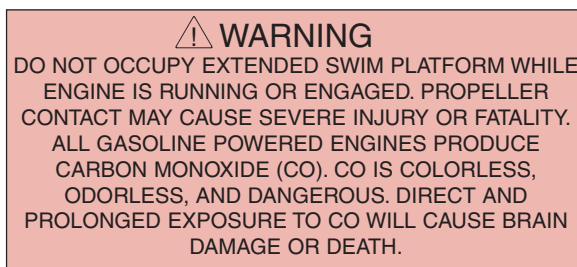 WARNING
DO NOT OCCUPY EXTENDED SWIM PLATFORM WHILE
ENGINE IS RUNNING OR ENGAGED. PROPELLER
CONTACT MAY CAUSE SEVERE INJURY OR FATALITY.
ALL GASOLINE POWERED ENGINES PRODUCE
CARBON MONOXIDE (CO). CO IS COLORLESS,
ODORLESS, AND DANGEROUS. DIRECT AND
PROLONGED EXPOSURE TO CO WILL CAUSE BRAIN
DAMAGE OR DEATH.